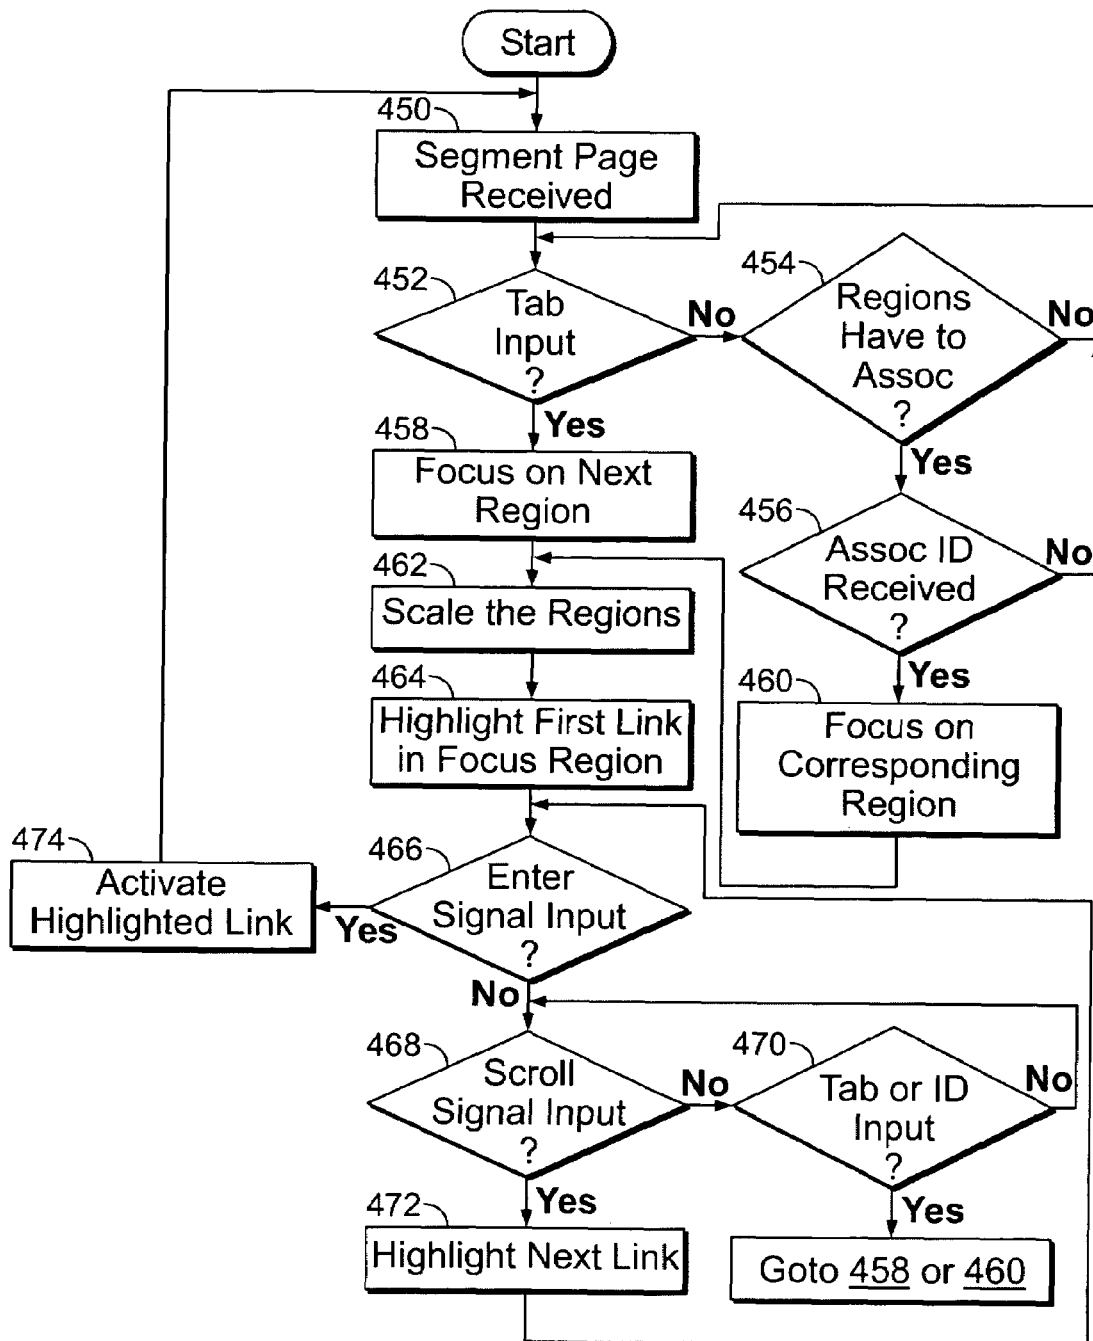 Start
450
Segment Page
Received
452
Tab
Input
?
No
Yes
454
Regions
Have to
Assoc
?
No
Yes
458
Focus on Next
Region
456
Assoc ID
Received
?
No
Yes
462
Scale the Regions
464
Highlight First Link
in Focus Region
460
Focus on
Corresponding
Region
474
Activate
Highlighted Link
466
Enter
Signal Input
?
Yes
No
468
Scroll
Signal Input
?
No
Yes
470
Tab or ID
Input
?
No
Yes
472
Highlight Next Link
Goto 458 or 460